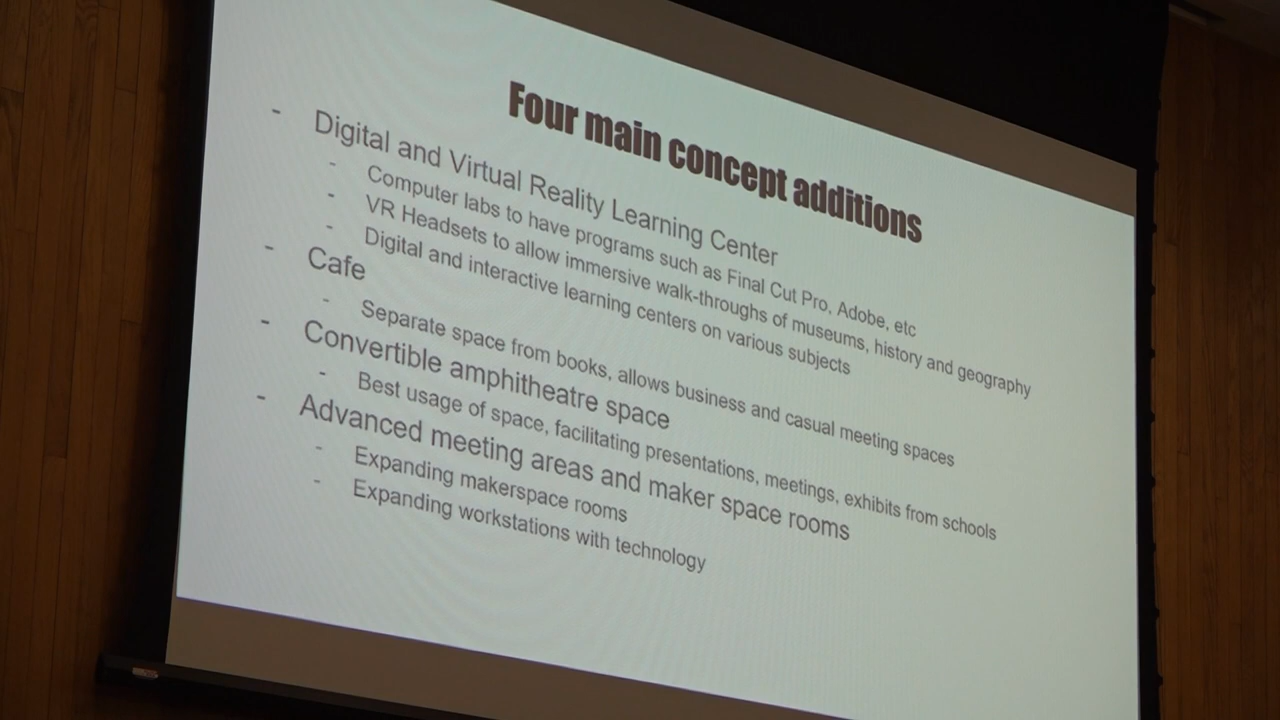 Four main concept additions
- Digital and Virtual Reality Learning Center
- Computer labs to have programs such as Final Cut Pro, Adobe, etc
- VR Headsets to allow immersive walk-throughs of museums, history and geography
- Digital and interactive learning centers on various subjects
- Cafe
- Separate space from books, allows business and casual meeting spaces
- Convertible amphitheatre space
- Best usage of space, facilitating presentations, meetings, exhibits from schools
- Advanced meeting areas and maker space rooms
- Expanding makerspace rooms
- Expanding workstations with technology